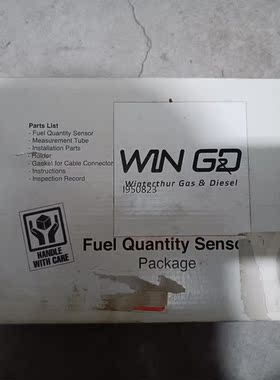 Parts List
- Fuel Quantity Sensor
- Measurement Tube
- Installation Parts
- Holder
- Gasket for Cable Connector
- Instructions
- Inspection Record
WIN G&D
Winterthur Gas & Diesel
1950823
HANDLE
WITH CARE
Fuel Quantity Senso
Package